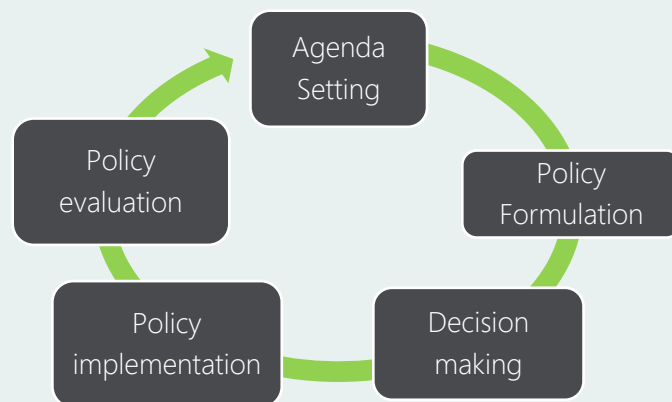 Agenda
Setting
Policy
Formulation
Decision
making
Policy
implementation
Policy
evaluation